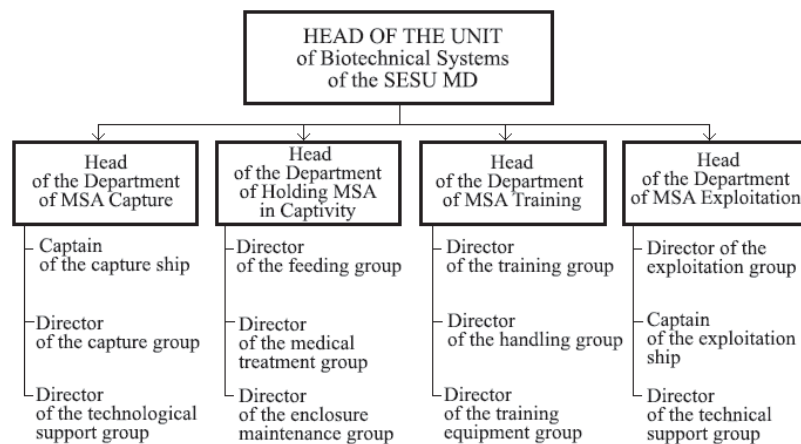 HEAD OF THE UNIT
of Biotechnical Systems
of the SESU MD
Head
of the Department
of MSA Capture
Captain
of the capture ship
Director
of the capture group
Director
of the technological
support group
Head
of the Department
of Holding MSA
in Captivity
Director
of the feeding group
Director
of the medical
treatment group
Director
of the enclosure
maintenance group
Head
of the Department
of MSA Training
Director
of the training group
Director
of the handling group
Director
of the training
equipment group
Head
of the Department
of MSA Exploitation
Director of the
exploitation group
Captain
of the exploitation
ship
Director
of the technical
support group